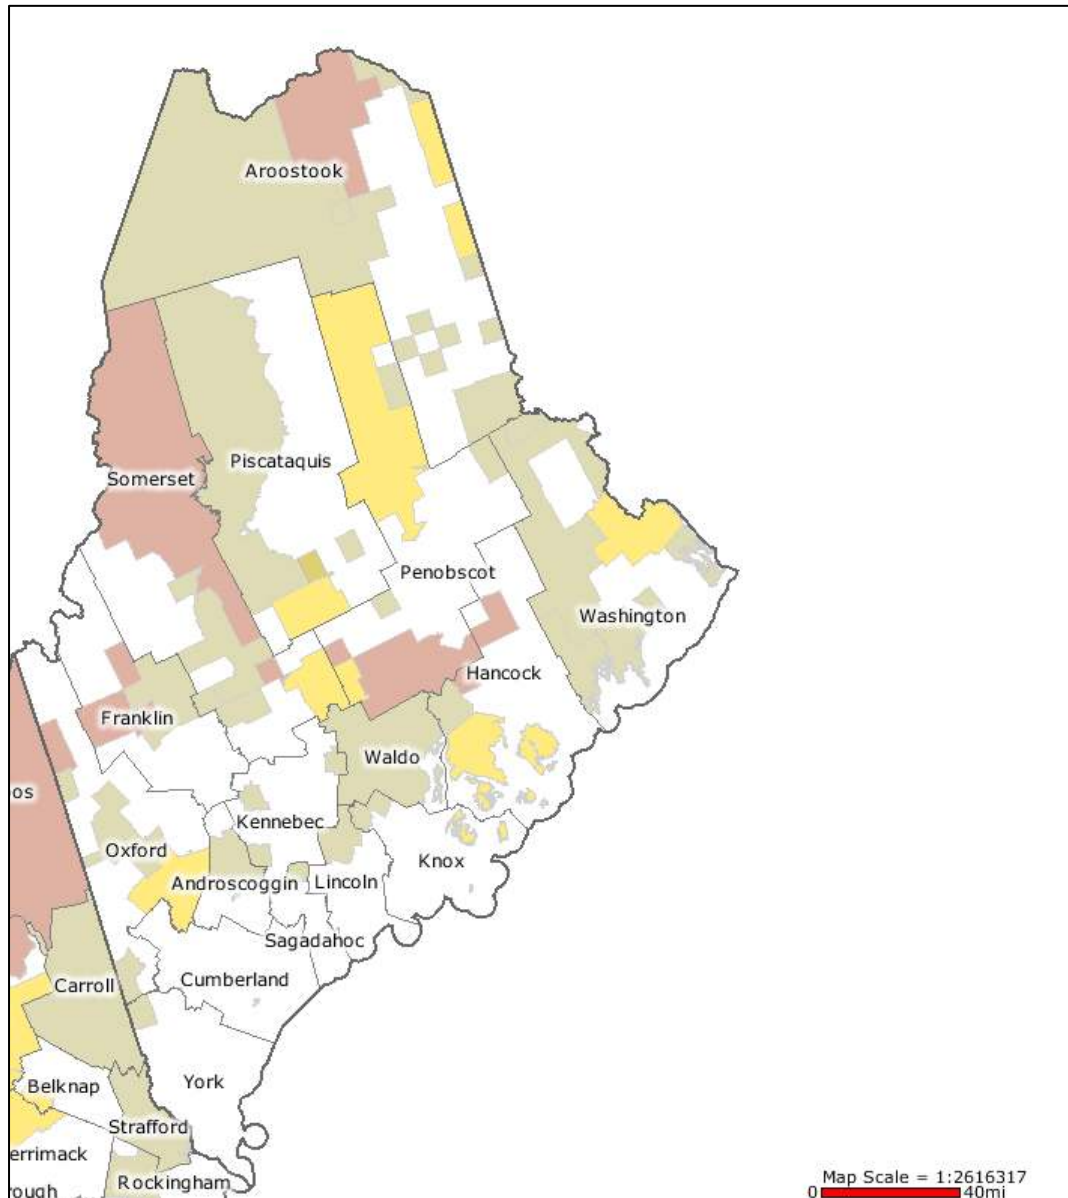 Aroostook
Piscataquis
Somerset
Penobscot
Washington
Hancock
Franklin
Waldo
os
Kennebec
Oxford
Knox
Androscoggin
Lincoln
Sagadahoc
Cumberland
Carroll
York
Belknap
Strafford
errimack
Rockingham
rough
Map Scale = 1:2616317
0 40mi